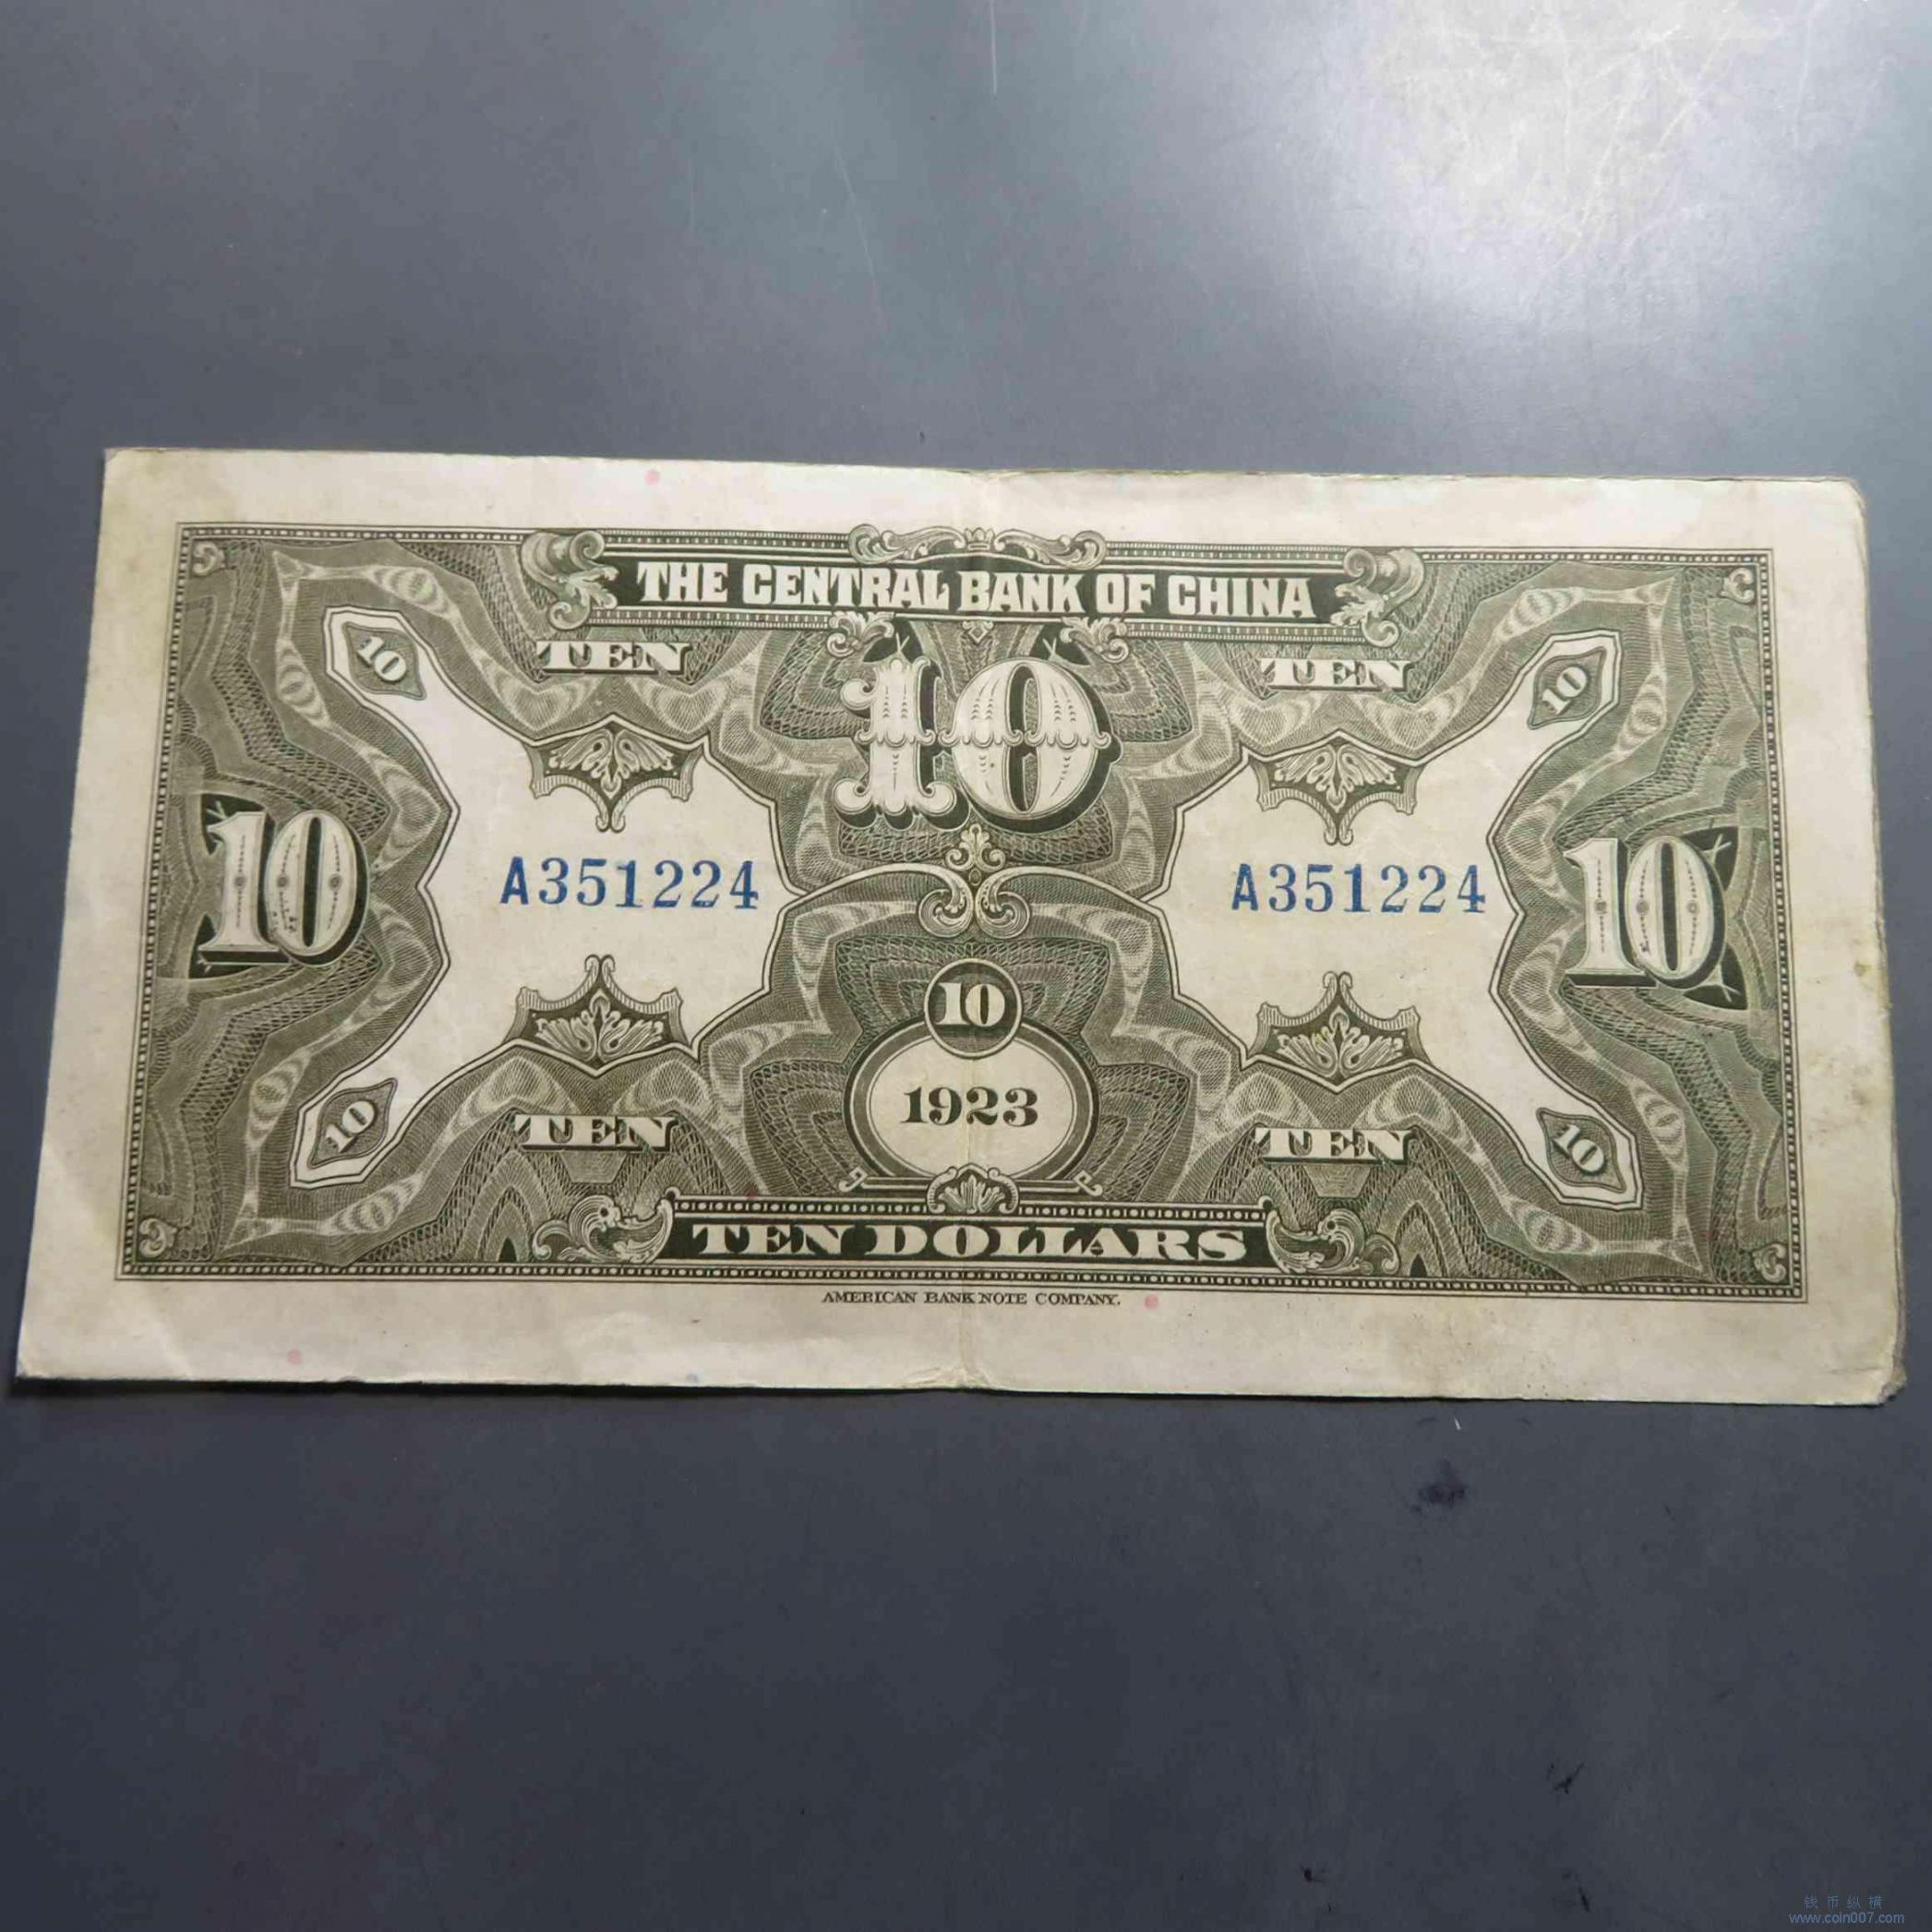 THE CENTRAL BANK OF CHINA
TEN 10 TEN
10 10
10 A351224 A351224 10
10
1923
10 10
TEN TEN
TEN DOLLARS
AMERICAN BANK NOTE COMPANY.
钱币纵横
www.coin007.com